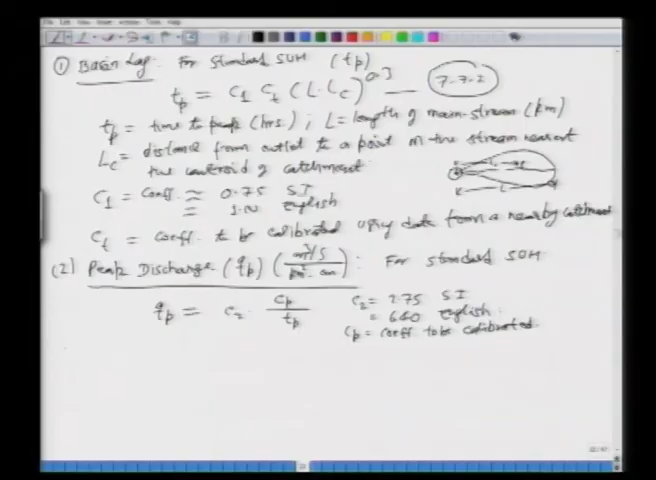 ① Basin Lag: For Standard SUH (tp)
tp = C1 Ct (L·Lc)^0.3 — 7.7.2
tp = time to peak (hrs); L = length of main-stream (km)
Lc = distance from outlet to a point on the stream nearest
the centroid of catchment.
C1 = Coeff. ≈ 0.75 SI
= 1.00 English
Ct = coeff. to be calibrated using data from a nearby catchment
(2) Peak Discharge (qp) (m³/s / km²·cm): For standard SUH
qp = C2 · Cp / tp
C2 = 2.75 SI
= 640 English.
Cp = coeff. to be calibrated.